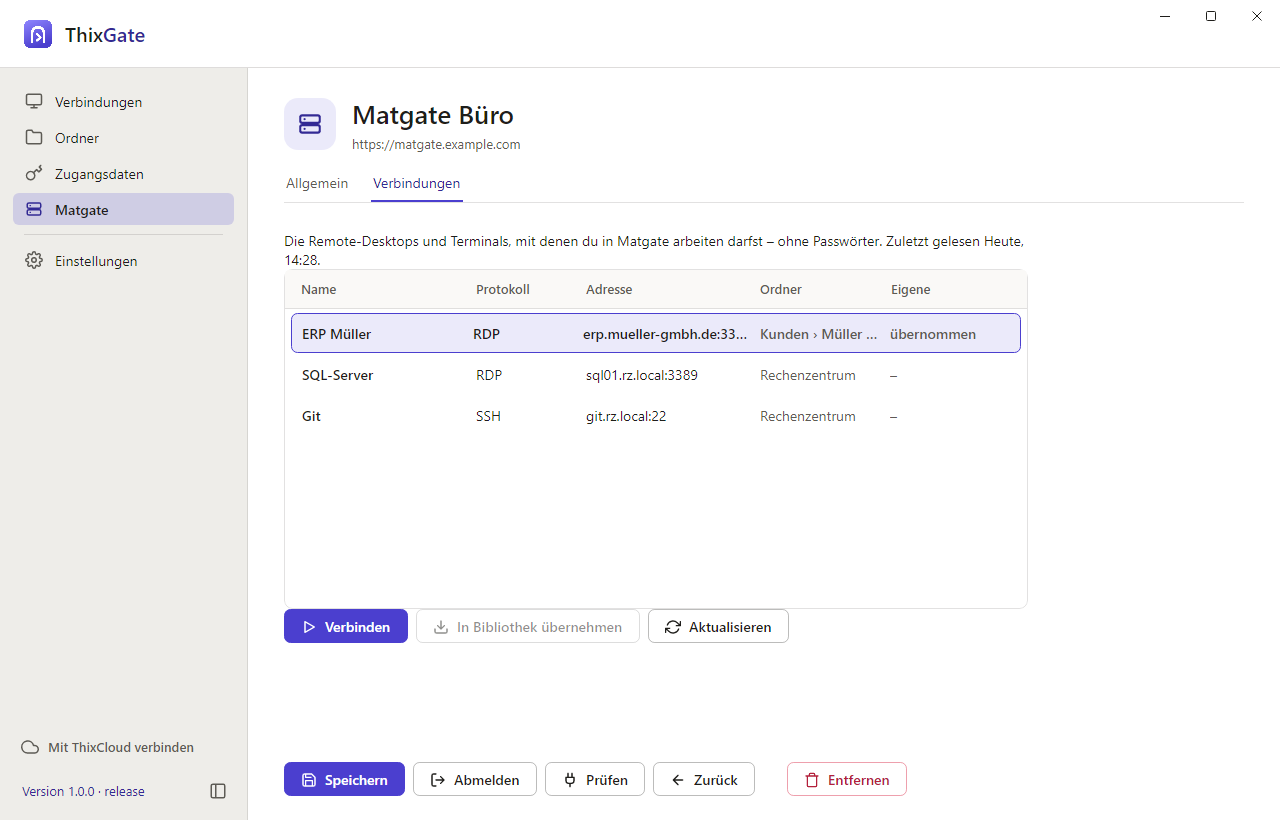 ThixGate
Verbindungen
Ordner
Zugangsdaten
Matgate
Einstellungen
Mit ThixCloud verbinden
Version 1.0.0 · release
Matgate Büro
https://matgate.example.com
Allgemein Verbindungen
Die Remote-Desktops und Terminals, mit denen du in Matgate arbeiten darfst – ohne Passwörter. Zuletzt gelesen Heute,
14:28.
Name Protokoll Adresse Ordner Eigene
ERP Müller RDP erp.mueller-gmbh.de:33... Kunden › Müller ... übernommen
SQL-Server RDP sql01.rz.local:3389 Rechenzentrum –
Git SSH git.rz.local:22 Rechenzentrum –
Verbinden In Bibliothek übernehmen Aktualisieren
Speichern Abmelden Prüfen Zurück Entfernen